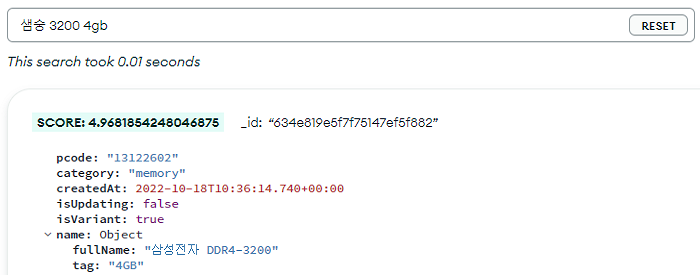 샘숭 3200 4gb RESET
This search took 0.01 seconds
SCORE: 4.9681854248046875 _id: “634e819e5f7f75147ef5f882”
pcode: "13122602"
category: "memory"
createdAt: 2022-10-18T10:36:14.740+00:00
isUpdating: false
isVariant: true
name: Object
fullName: "삼성전자 DDR4-3200"
tag: "4GB"